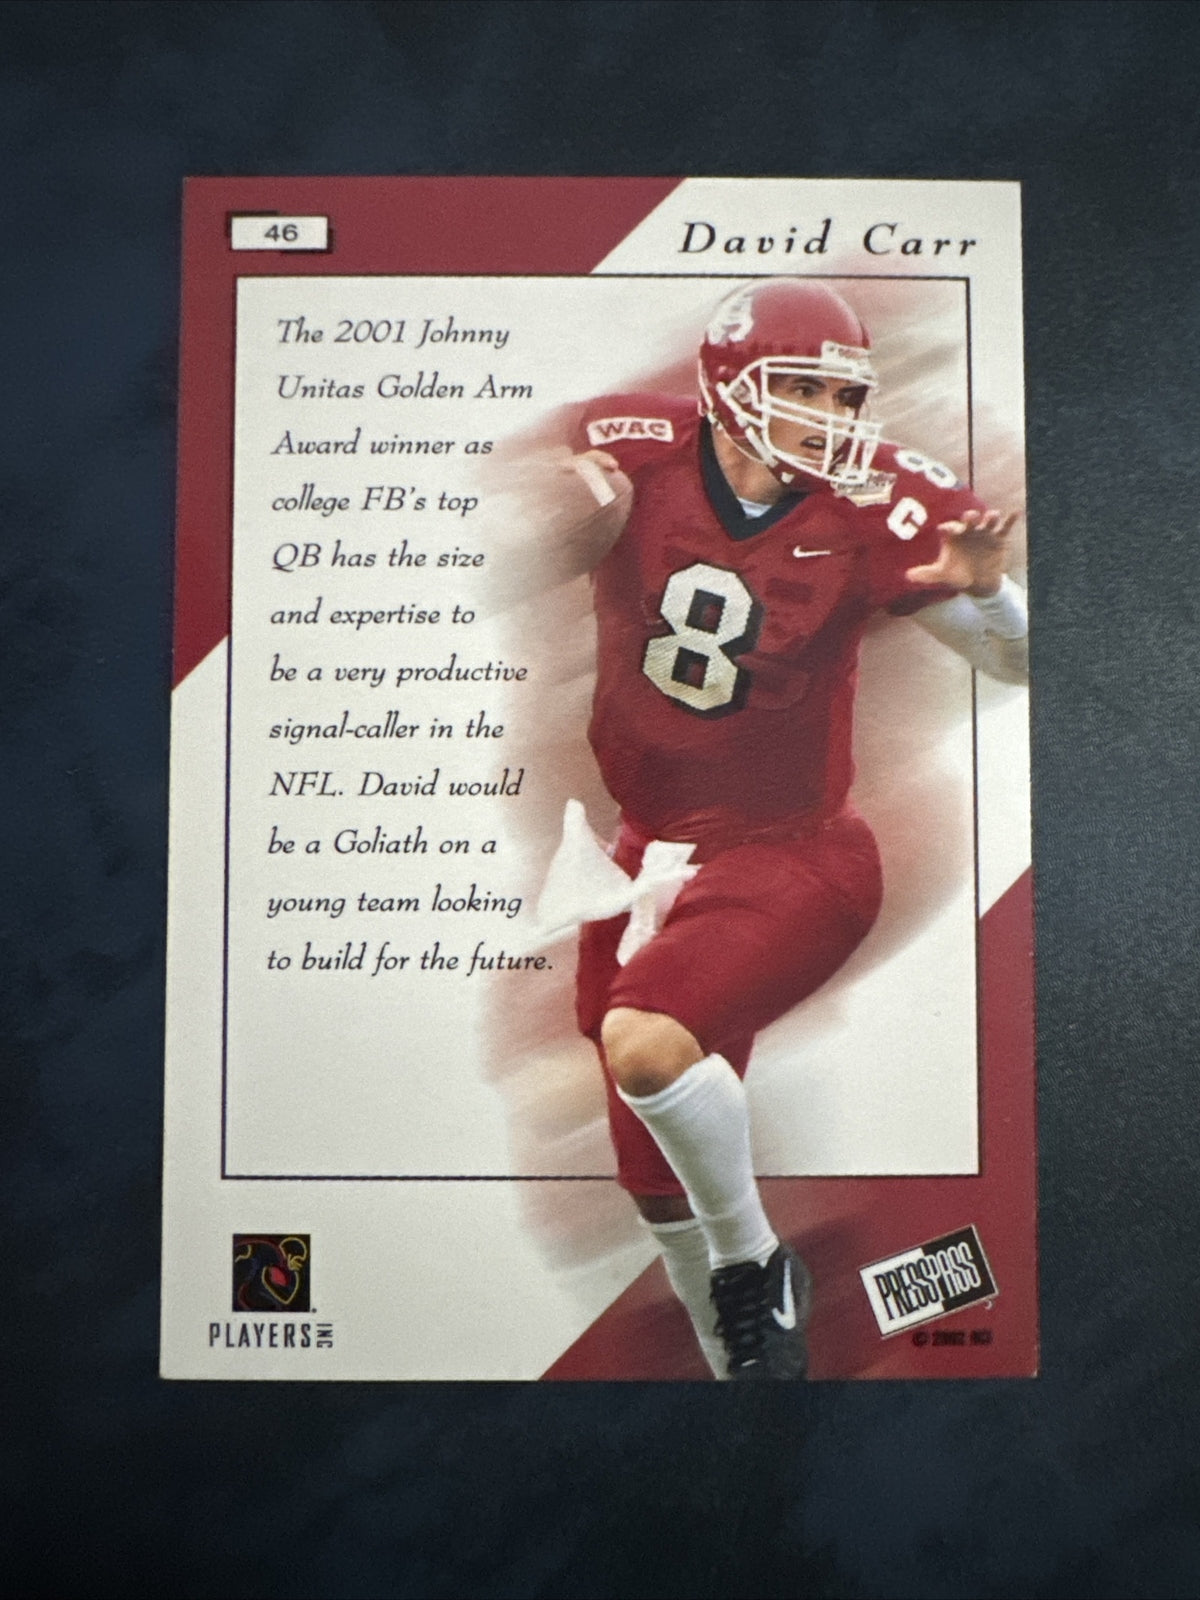 46
David Carr
The 2001 Johnny
Unitas Golden Arm
Award winner as
college FB's top
QB has the size
and expertise to
be a very productive
signal-caller in the
NFL. David would
be a Goliath on a
young team looking
to build for the future.
WAC
8
C
8
PLAYERS INC
PRESS PASS
© 2002